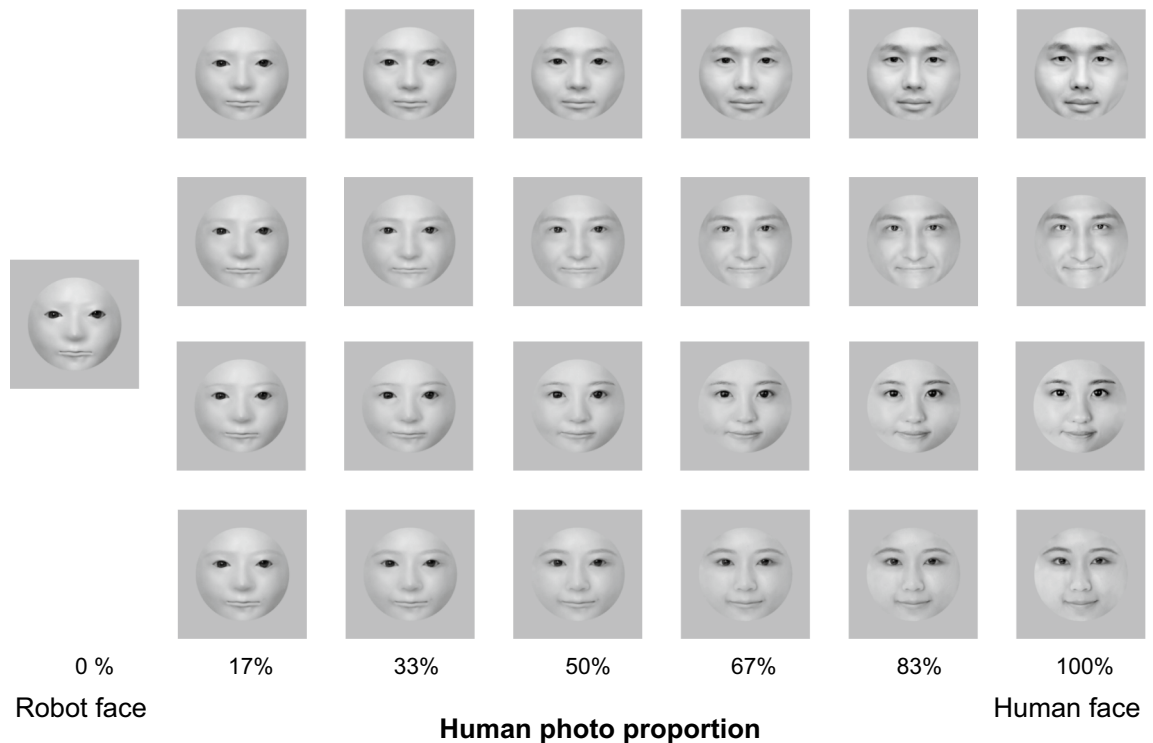 0 %
17%
33%
50%
67%
83%
100%
Robot face
Human face
Human photo proportion